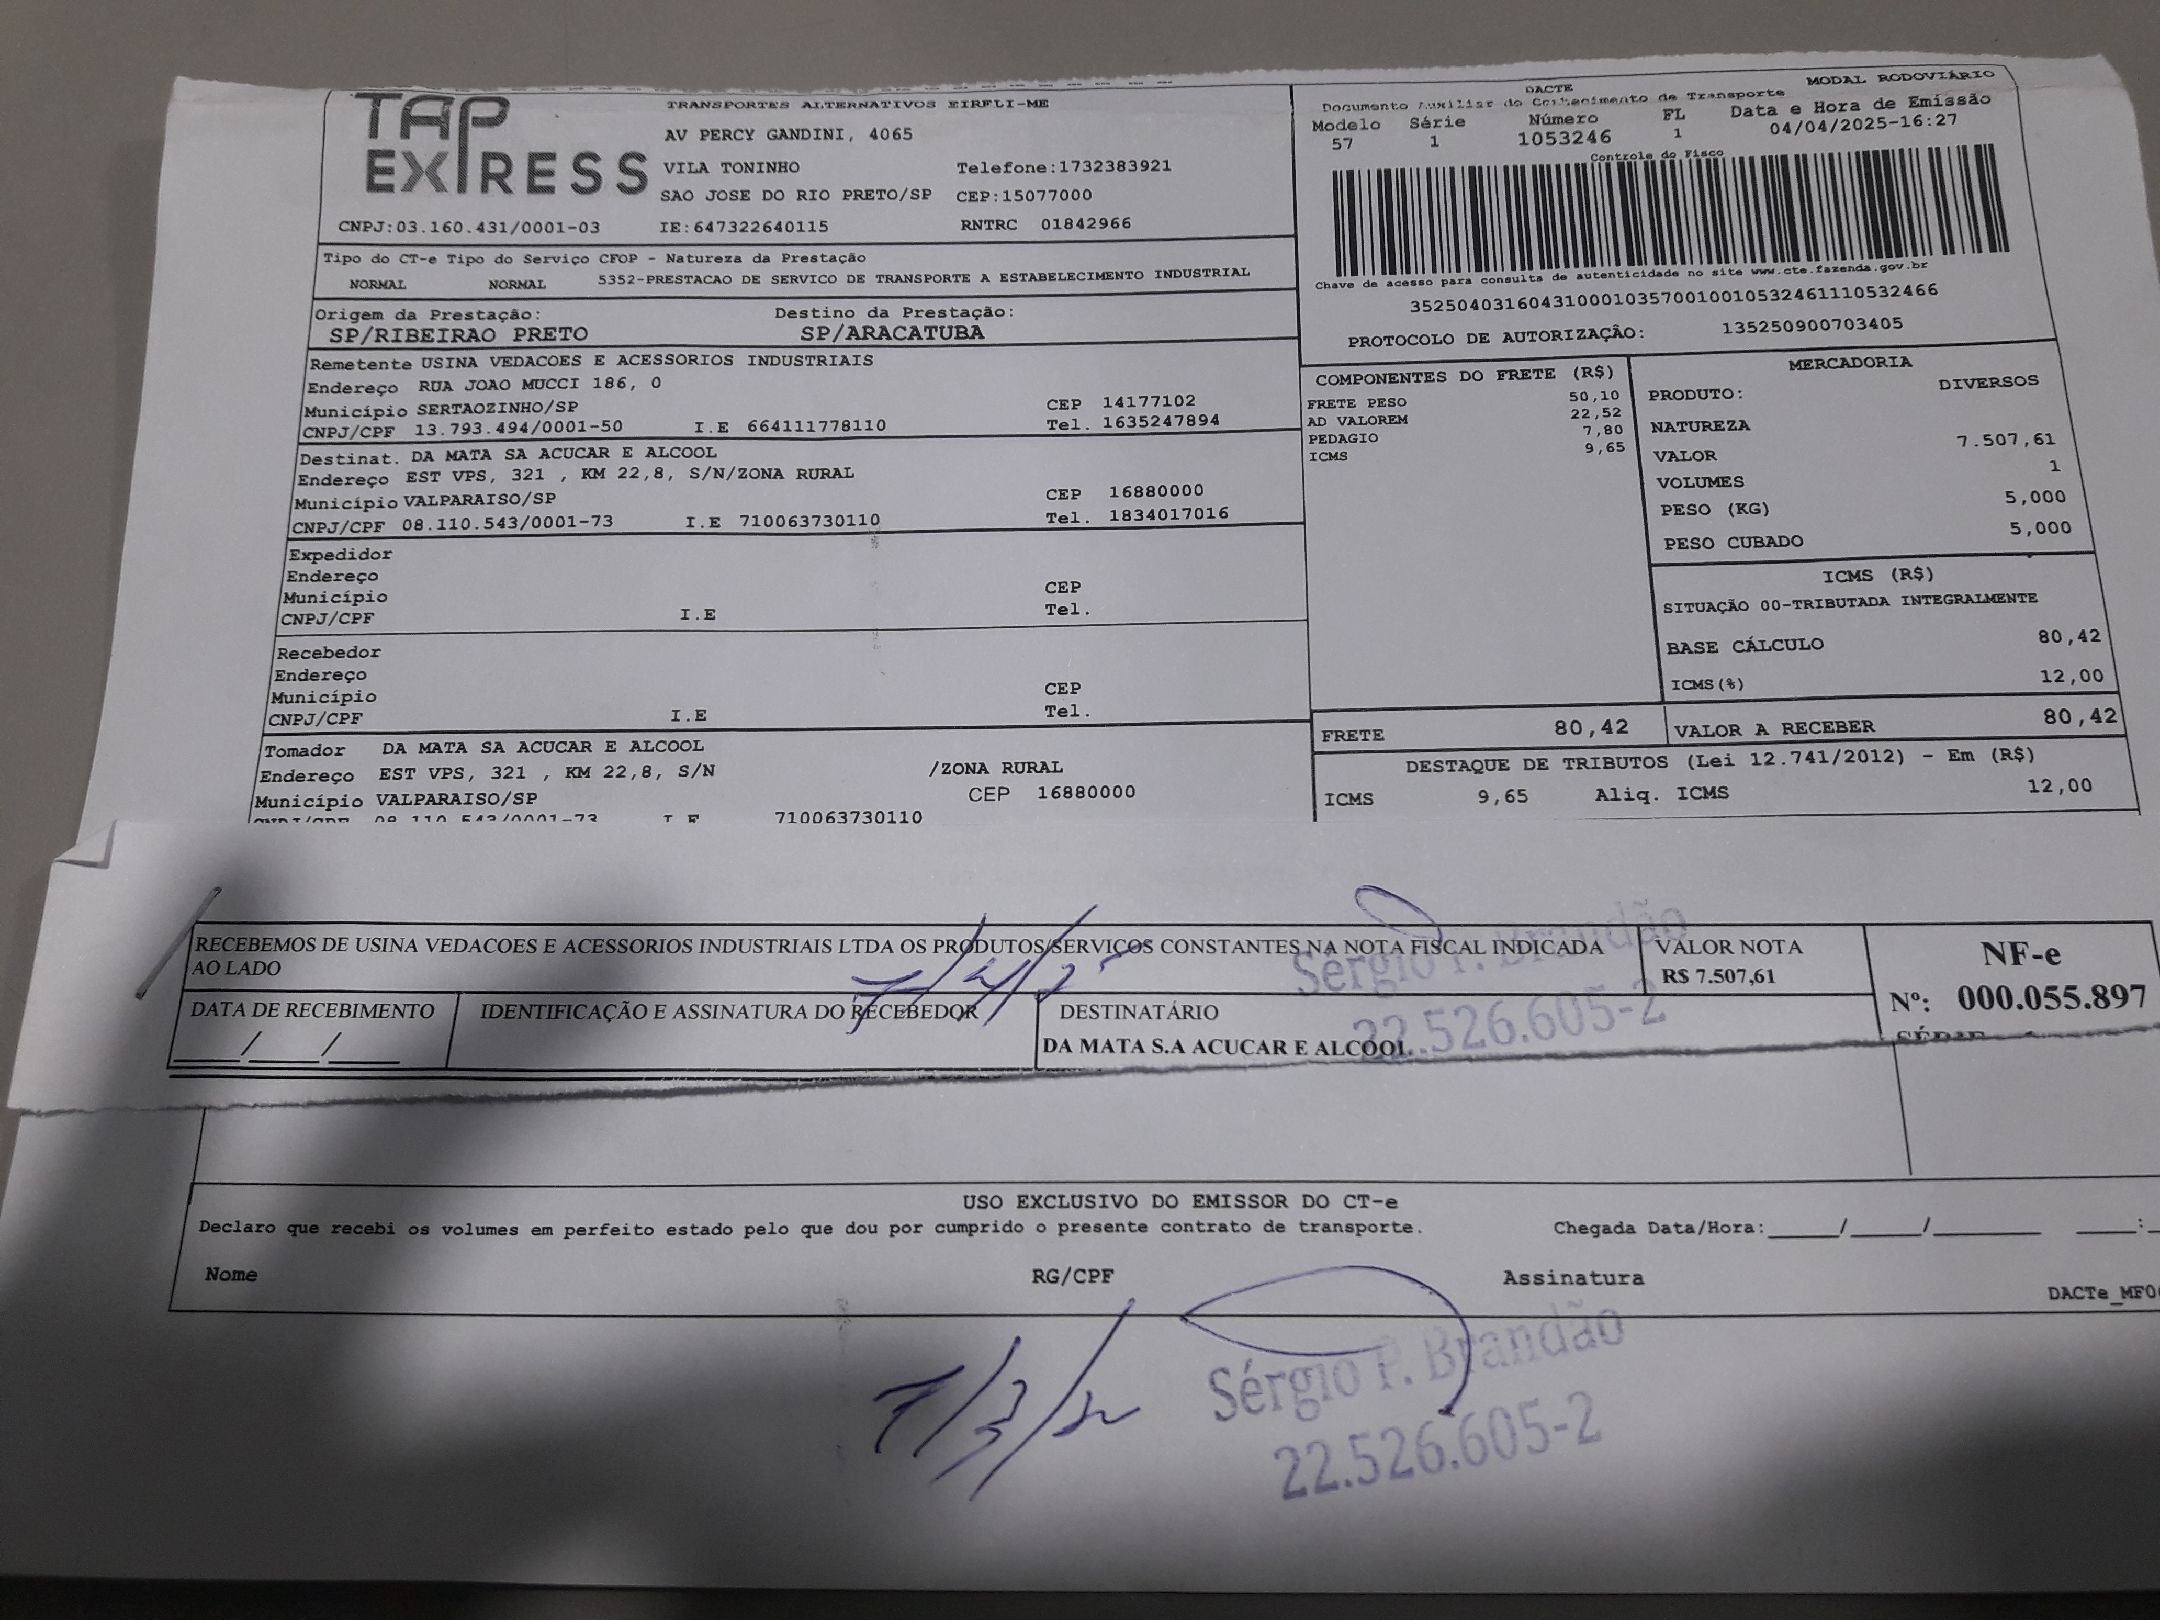 TAP EXPRESS
TRANSPORTES ALTERNATIVOS EIRELI-ME
AV PERCY GANDINI, 4065
VILA TONINHO Telefone:1732383921
SAO JOSE DO RIO PRETO/SP CEP:15077000
CNPJ:03.160.431/0001-03 IE:647322640115 RNTRC 01842966
DACTE MODAL RODOVIÁRIO
Documento Auxiliar do Conhecimento de Transporte
Modelo Série Número FL Data e Hora de Emissão
57 1 1053246 1 04/04/2025-16:27
Controle do Fisco
Chave de acesso para consulta de autenticidade no site www.cte.fazenda.gov.br
35250403160431000103570010010532461110532466
PROTOCOLO DE AUTORIZAÇÃO: 135250900703405
Tipo do CT-e Tipo do Serviço CFOP - Natureza da Prestação
NORMAL NORMAL 5352-PRESTACAO DE SERVICO DE TRANSPORTE A ESTABELECIMENTO INDUSTRIAL
Origem da Prestação: Destino da Prestação:
SP/RIBEIRAO PRETO SP/ARACATUBA
Remetente USINA VEDACOES E ACESSORIOS INDUSTRIAIS
Endereço RUA JOAO MUCCI 186, 0
Município SERTAOZINHO/SP CEP 14177102
CNPJ/CPF 13.793.494/0001-50 I.E 664111778110 Tel. 1635247894
Destinat. DA MATA SA ACUCAR E ALCOOL
Endereço EST VPS, 321 , KM 22,8, S/N/ZONA RURAL
Município VALPARAISO/SP CEP 16880000
CNPJ/CPF 08.110.543/0001-73 I.E 710063730110 Tel. 1834017016
Expedidor
Endereço
Município CEP
CNPJ/CPF I.E Tel.
Recebedor
Endereço
Município CEP
CNPJ/CPF I.E Tel.
Tomador DA MATA SA ACUCAR E ALCOOL
Endereço EST VPS, 321 , KM 22,8, S/N /ZONA RURAL
Município VALPARAISO/SP CEP 16880000
CNPJ/CPF 08.110.543/0001-73 I.E 710063730110
COMPONENTES DO FRETE (R$)
FRETE PESO 50,10
AD VALOREM 22,52
PEDAGIO 7,80
ICMS 9,65
MERCADORIA
PRODUTO: DIVERSOS
NATUREZA
VALOR 7.507,61
VOLUMES 1
PESO (KG) 5,000
PESO CUBADO 5,000
ICMS (R$)
SITUAÇÃO 00-TRIBUTADA INTEGRALMENTE
BASE CÁLCULO 80,42
ICMS(%) 12,00
FRETE 80,42 VALOR A RECEBER 80,42
DESTAQUE DE TRIBUTOS (Lei 12.741/2012) - Em (R$)
ICMS 9,65 Aliq. ICMS 12,00
RECEBEMOS DE USINA VEDACOES E ACESSORIOS INDUSTRIAIS LTDA OS PRODUTOS/SERVIÇOS CONSTANTES NA NOTA FISCAL INDICADA
AO LADO
VALOR NOTA
R$ 7.507,61
NF-e
Nº: 000.055.897
SÉRIE
DATA DE RECEBIMENTO IDENTIFICAÇÃO E ASSINATURA DO RECEBEDOR DESTINATÁRIO
___/___/___ DA MATA S.A ACUCAR E ALCOOL
Sérgio P. Brandão
22.526.605-2
USO EXCLUSIVO DO EMISSOR DO CT-e
Declaro que recebi os volumes em perfeito estado pelo que dou por cumprido o presente contrato de transporte. Chegada Data/Hora:_____/_____/________ ____:_
Nome RG/CPF Assinatura
Sérgio P. Brandão
22.526.605-2